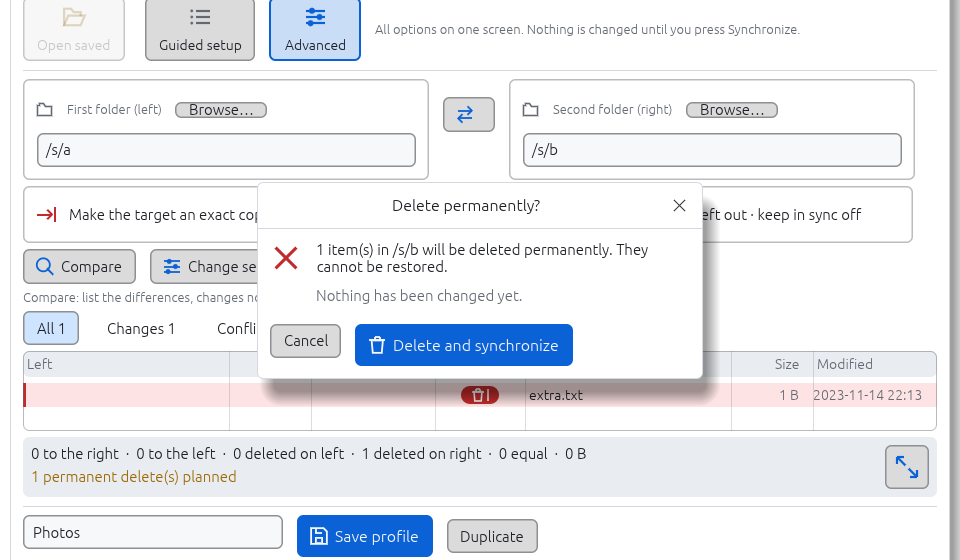 Open saved
Guided setup
Advanced
All options on one screen. Nothing is changed until you press Synchronize.
First folder (left)
Browse...
Second folder (right)
Browse...
/s/a
/s/b
Make the target an exact
left out · keep in sync off
Delete permanently?
1 item(s) in /s/b will be deleted permanently. They
cannot be restored.
Nothing has been changed yet.
Cancel
Delete and synchronize
Compare
Change
Compare: list the differences, changes
All 1
Changes 1
Left
Size
Modified
extra.txt
1 B
2023-11-14 22:13
0 to the right · 0 to the left · 0 deleted on left · 1 deleted on right · 0 equal · 0 B
1 permanent delete(s) planned
Photos
Save profile
Duplicate